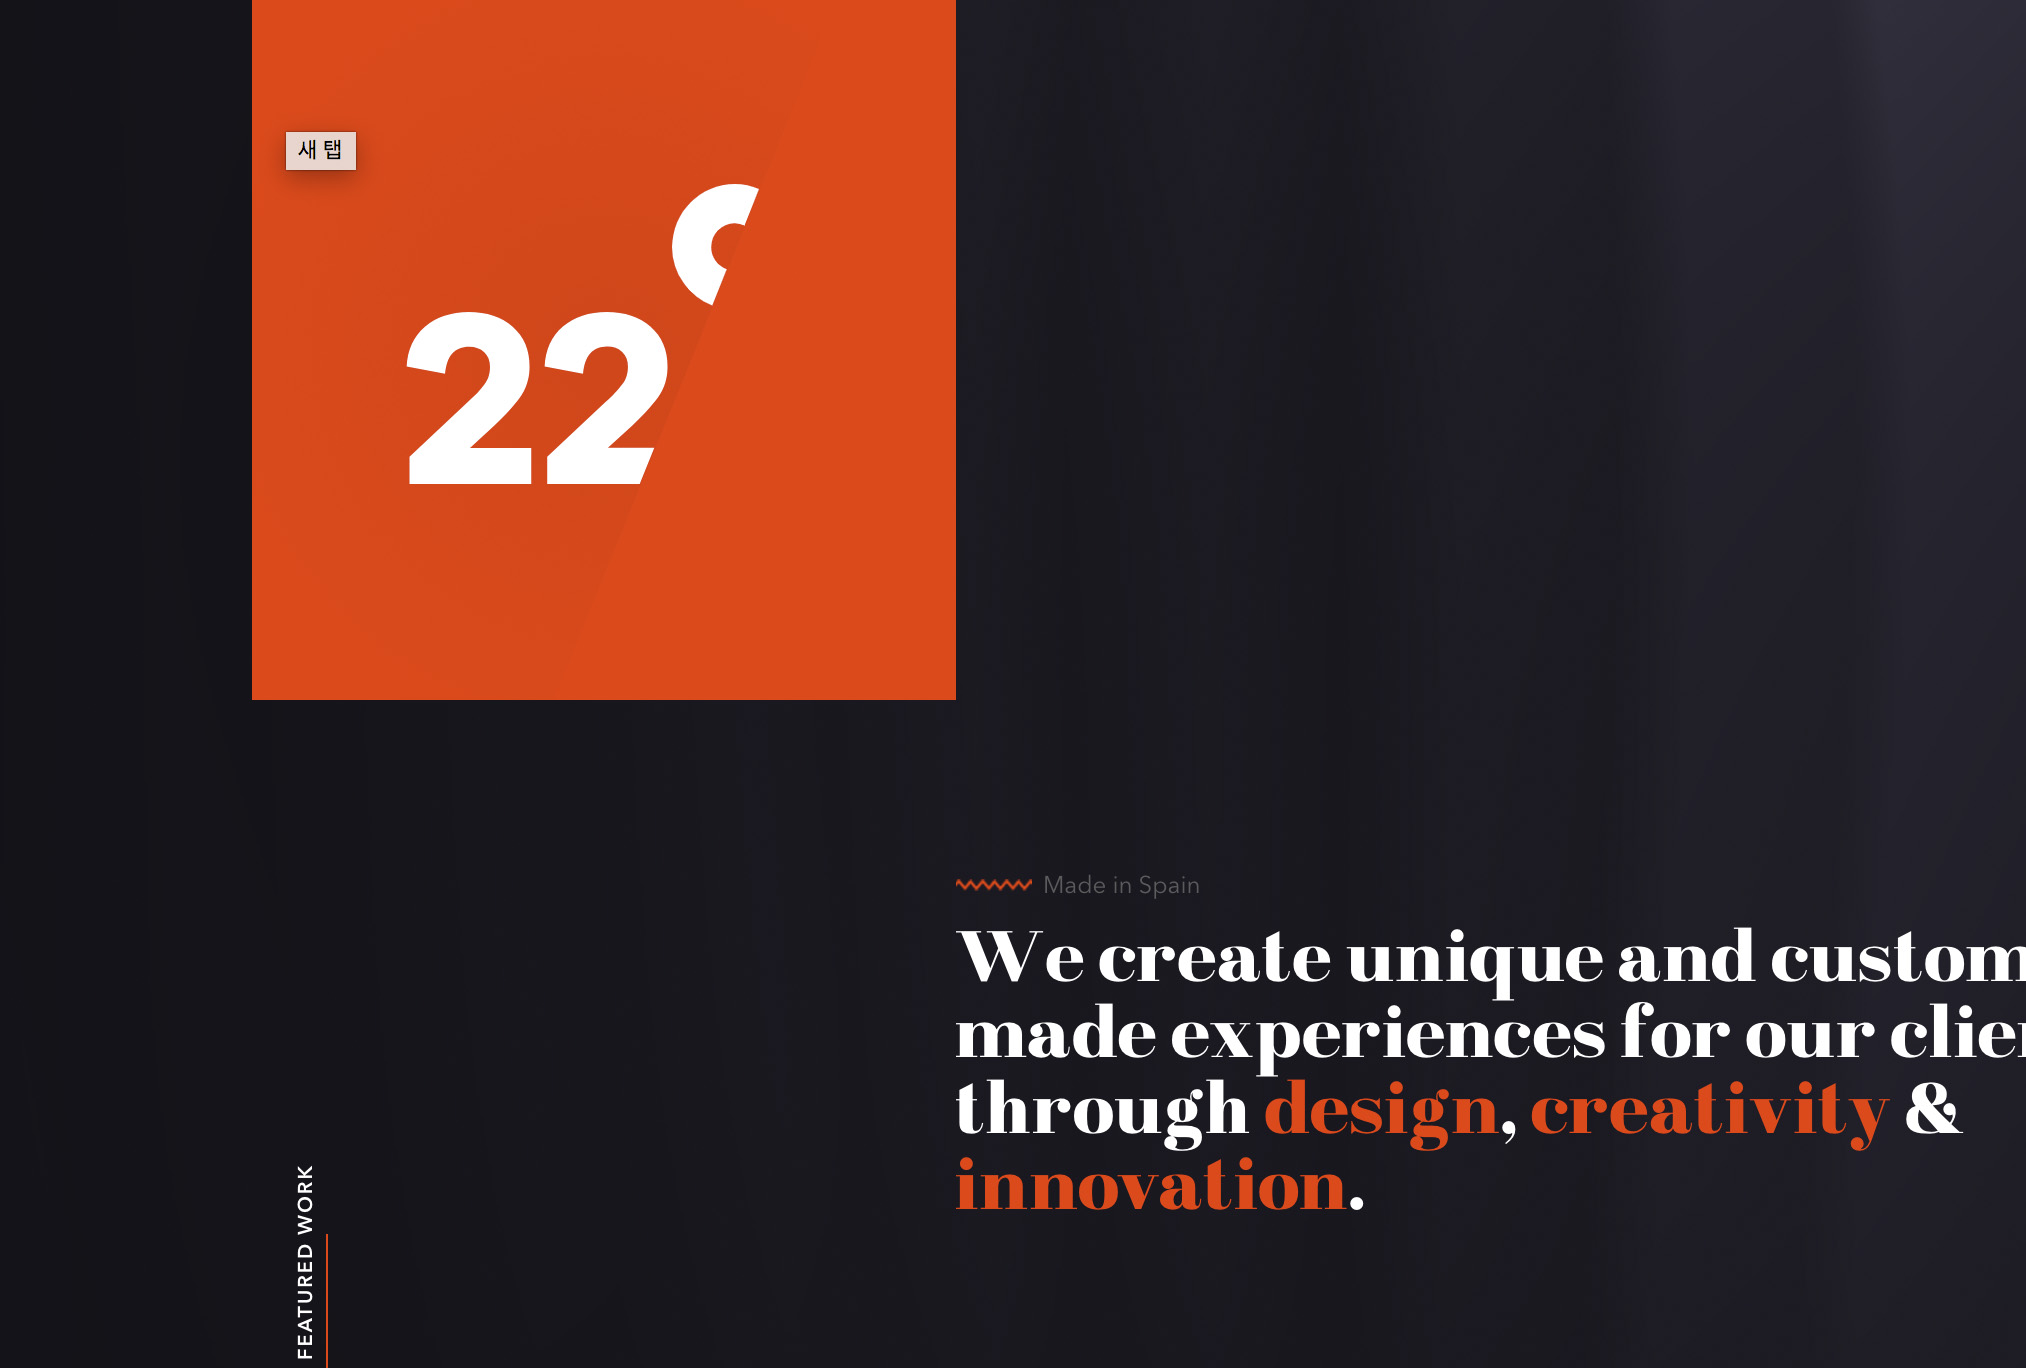 새 탭
22°
Made in Spain
We create unique and custom
made experiences for our
through design, creativity &
innovation.
FEATURED WORK